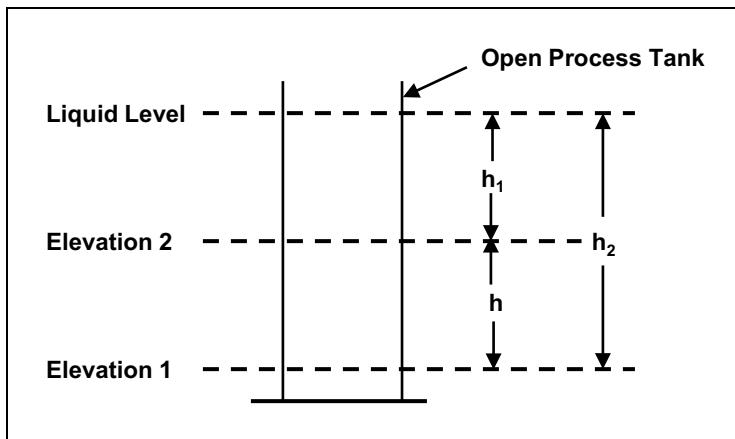 Open Process Tank
Liquid Level
h₁
Elevation 2
h₂
h
Elevation 1